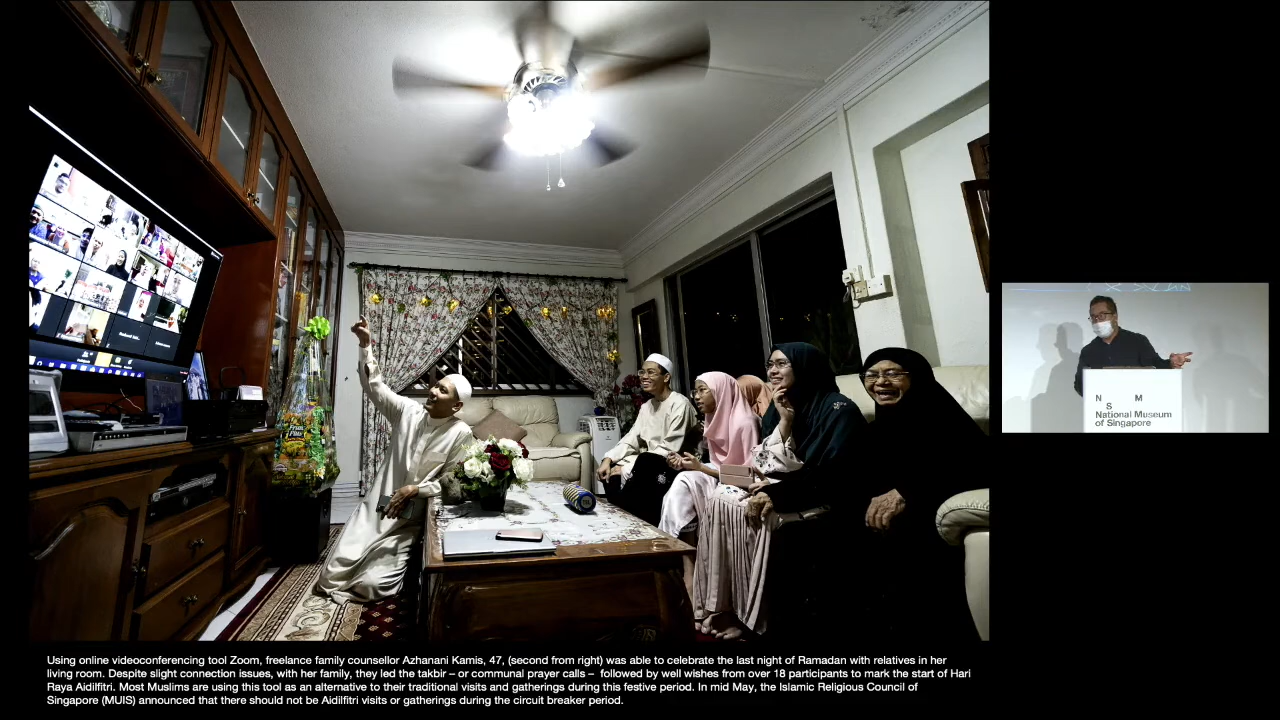 Using online videoconferencing tool Zoom, freelance family counsellor Azhanani Kamis, 47, (second from right) was able to celebrate the last night of Ramadan with relatives in her
living room. Despite slight connection issues, with her family, they led the takbir – or communal prayer calls – followed by well wishes from over 18 participants to mark the start of Hari
Raya Aidilfitri. Most Muslims are using this tool as an alternative to their traditional visits and gatherings during this festive period. In mid May, the Islamic Religious Council of
Singapore (MUIS) announced that there should not be Aidilfitri visits or gatherings during the circuit breaker period.
N M
S
National Museum
of Singapore